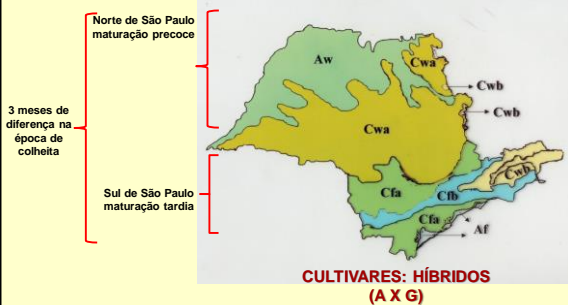 Norte de São Paulo
maturação precoce
3 meses de
diferença na
época de
colheita
Sul de São Paulo
maturação tardia
Aw
Cwa
Cwb
Cwb
Cwa
Cfa
Cfb
Cwb
Cfa
Af
CULTIVARES: HÍBRIDOS
(A X G)